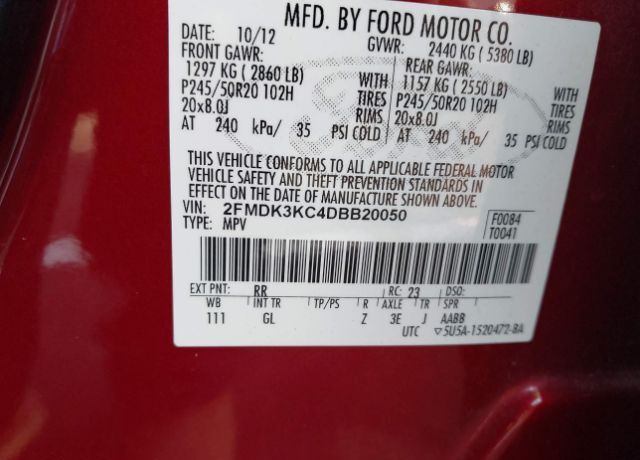 MFD. BY FORD MOTOR CO.
DATE: 10/12 GVWR: 2440 KG ( 5380 LB)
FRONT GAWR: REAR GAWR:
1297 KG ( 2860 LB) WITH 1157 KG ( 2550 LB) WITH
P245/50R20 102H TIRES P245/50R20 102H TIRES
20x8.0J RIMS 20x8.0J RIMS
AT 240 kPa/ 35 PSI COLD AT 240 kPa/ 35 PSI COLD
THIS VEHICLE CONFORMS TO ALL APPLICABLE FEDERAL MOTOR
VEHICLE SAFETY AND THEFT PREVENTION STANDARDS IN
EFFECT ON THE DATE OF MANUFACTURE SHOWN ABOVE.
VIN: 2FMDK3KC4DBB20050 F0084
TYPE: MPV T0041
EXT PNT: RR RC: 23 DSO:
WB INT TR TP/PS R AXLE TR SPR
111 GL Z 3E J AABB
UTC ▽5U5A-1520472-BA